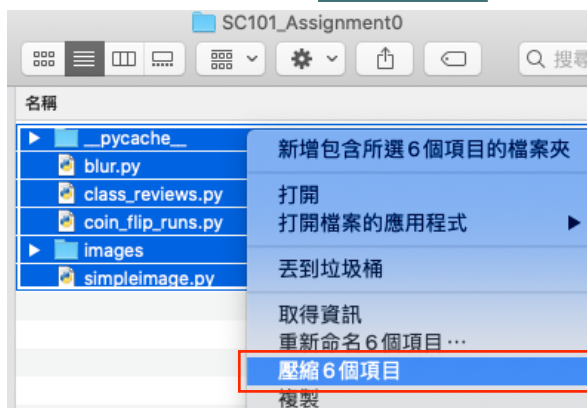 SC101_Assignment0
搜尋
名稱
__pycache__
blur.py
class_reviews.py
coin_flip_runs.py
images
simpleimage.py
新增包含所選6個項目的檔案夾
打開
打開檔案的應用程式
丟到垃圾桶
取得資訊
重新命名6個項目⋯
壓縮6個項目
複製